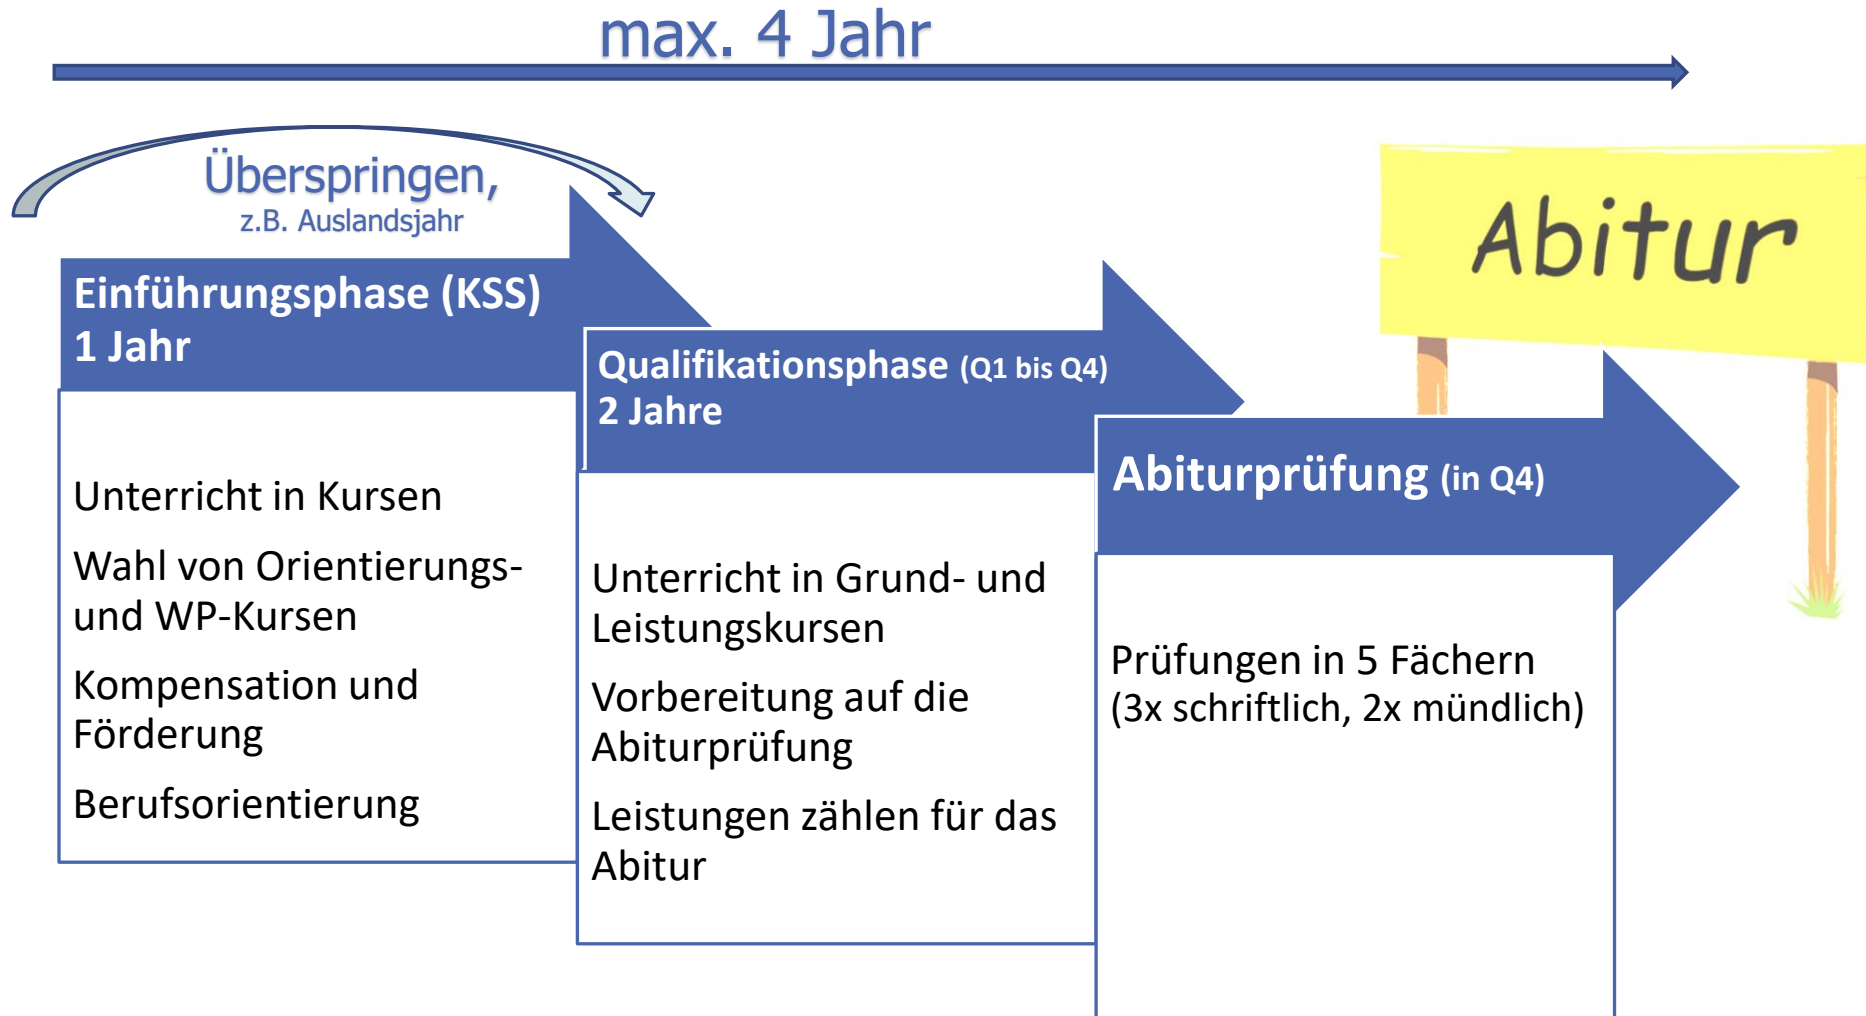 max. 4 Jahr
Überspringen,
z.B. Auslandsjahr
Abitur
Einführungsphase (KSS)
1 Jahr
Unterricht in Kursen
Wahl von Orientierungs-
und WP-Kursen
Kompensation und
Förderung
Berufsorientierung
Qualifikationsphase (Q1 bis Q4)
2 Jahre
Unterricht in Grund- und
Leistungskursen
Vorbereitung auf die
Abiturprüfung
Leistungen zählen für das
Abitur
Abiturprüfung (in Q4)
Prüfungen in 5 Fächern
(3x schriftlich, 2x mündlich)